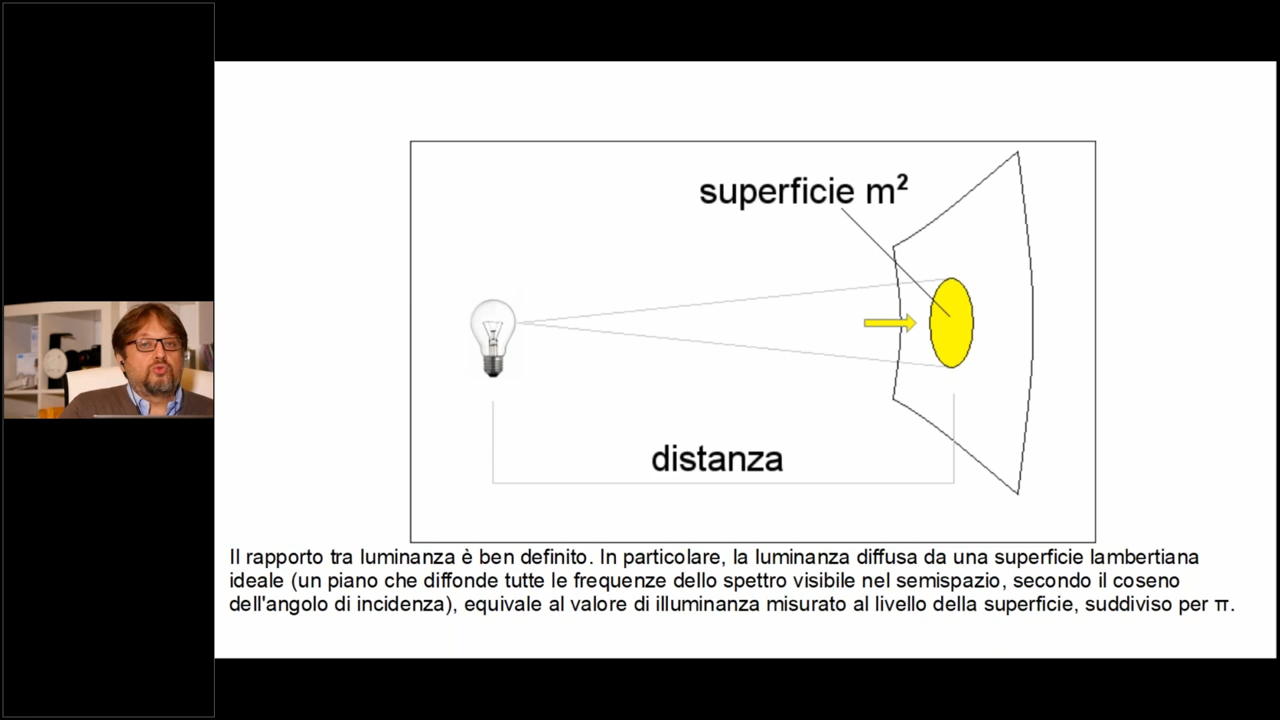 superficie m²
distanza
Il rapporto tra luminanza è ben definito. In particolare, la luminanza diffusa da una superficie lambertiana
ideale (un piano che diffonde tutte le frequenze dello spettro visibile nel semispazio, secondo il coseno
dell'angolo di incidenza), equivale al valore di illuminanza misurato al livello della superficie, suddiviso per π.